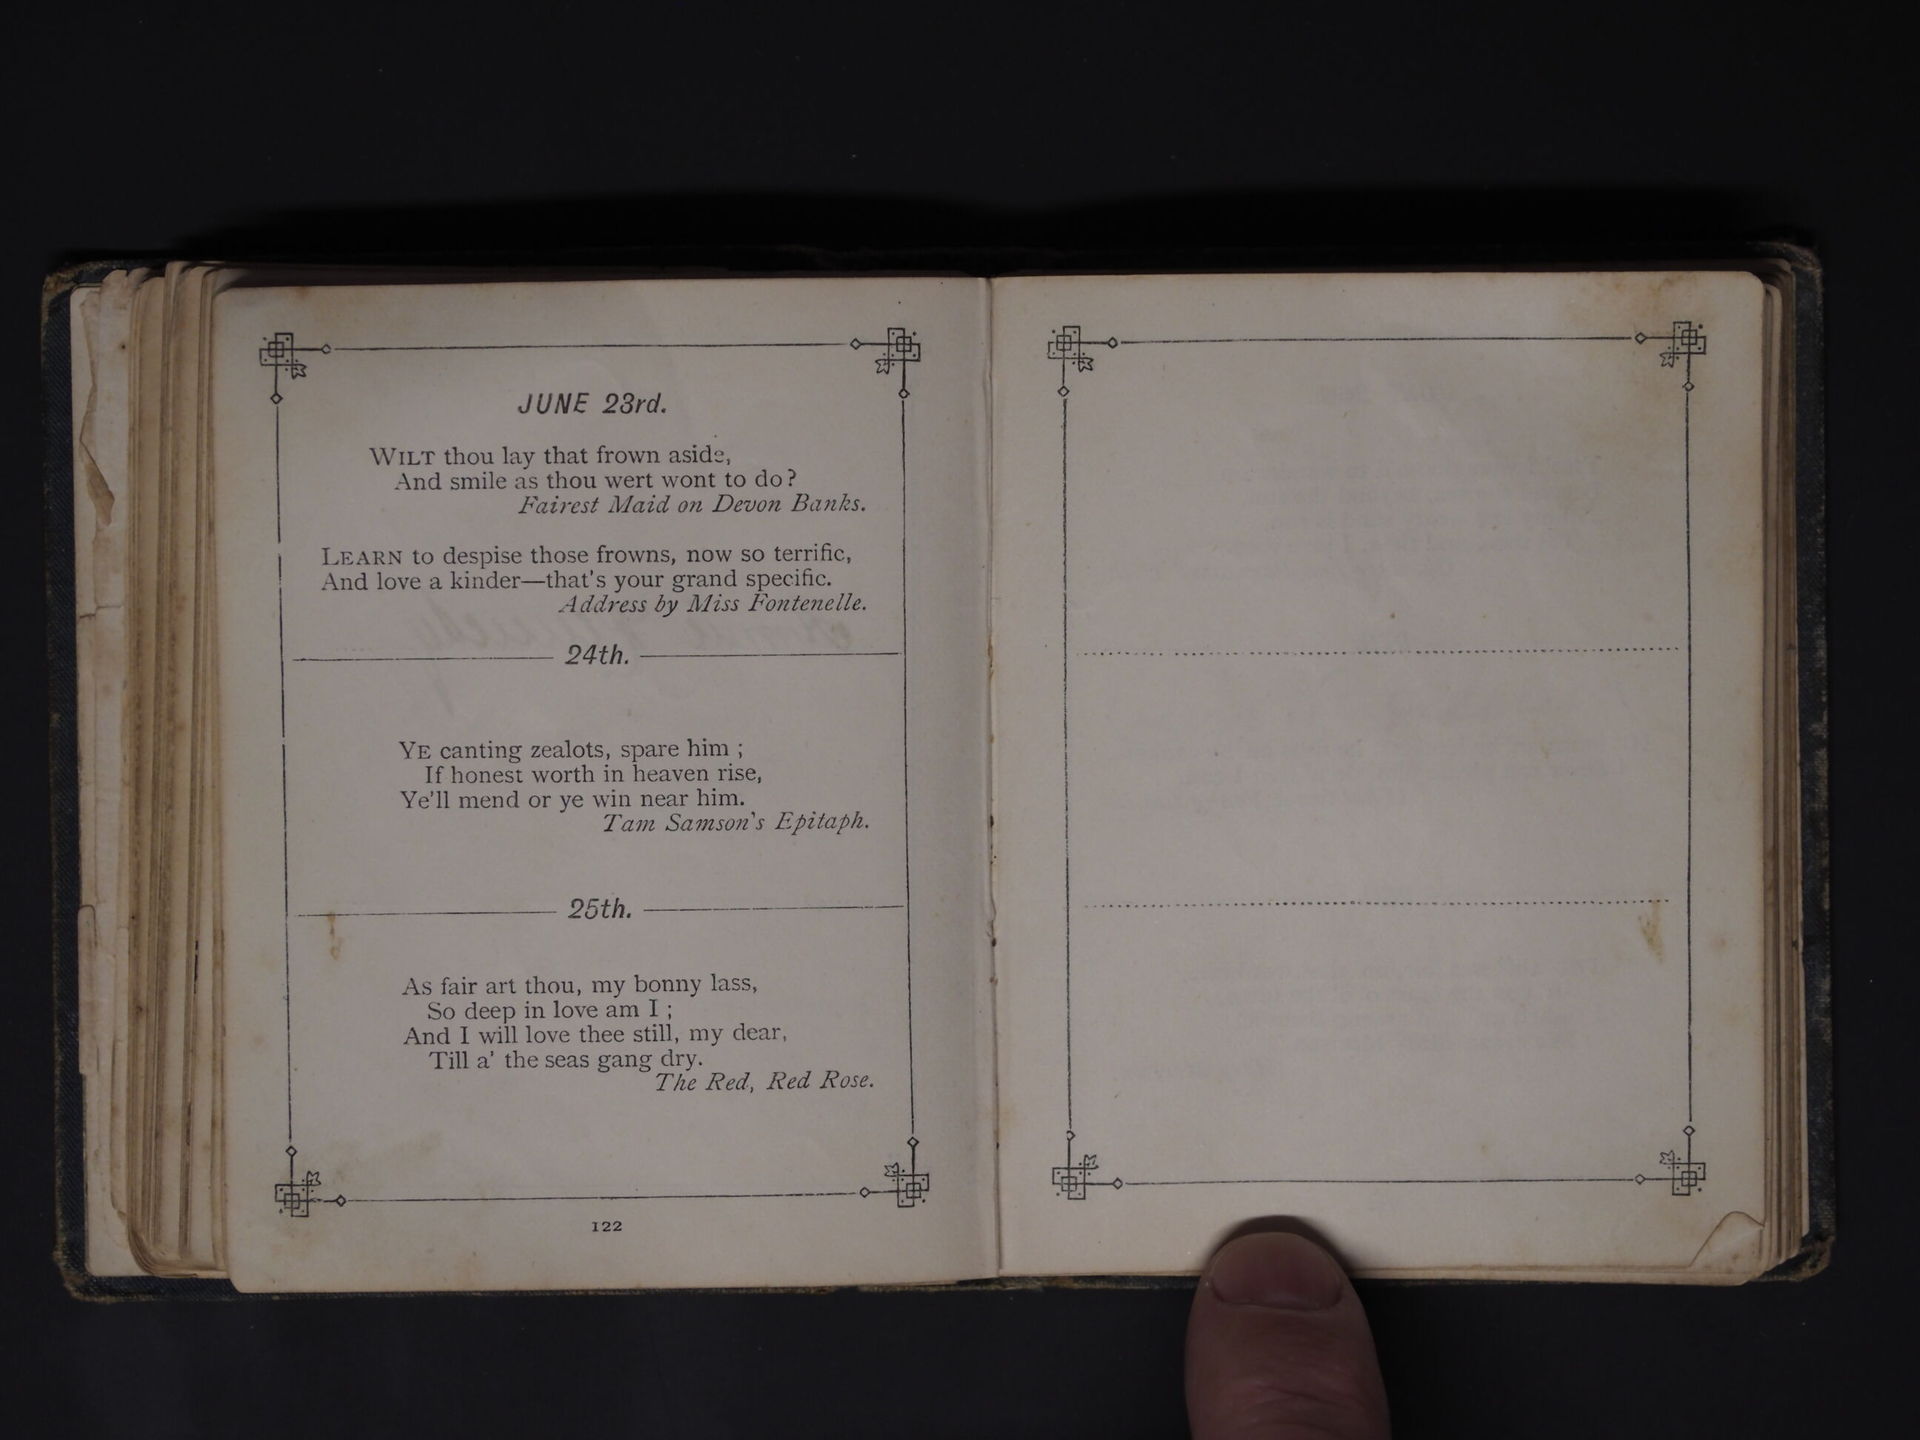 JUNE 23rd.
WILT thou lay that frown aside,
And smile as thou wert wont to do?
Fairest Maid on Devon Banks.
LEARN to despise those frowns, now so terrific,
And love a kinder—that's your grand specific.
Address by Miss Fontenelle.
24th.
YE canting zealots, spare him ;
If honest worth in heaven rise,
Ye'll mend or ye win near him.
Tam Samson's Epitaph.
25th.
As fair art thou, my bonny lass,
So deep in love am I ;
And I will love thee still, my dear,
Till a' the seas gang dry.
The Red, Red Rose.
122